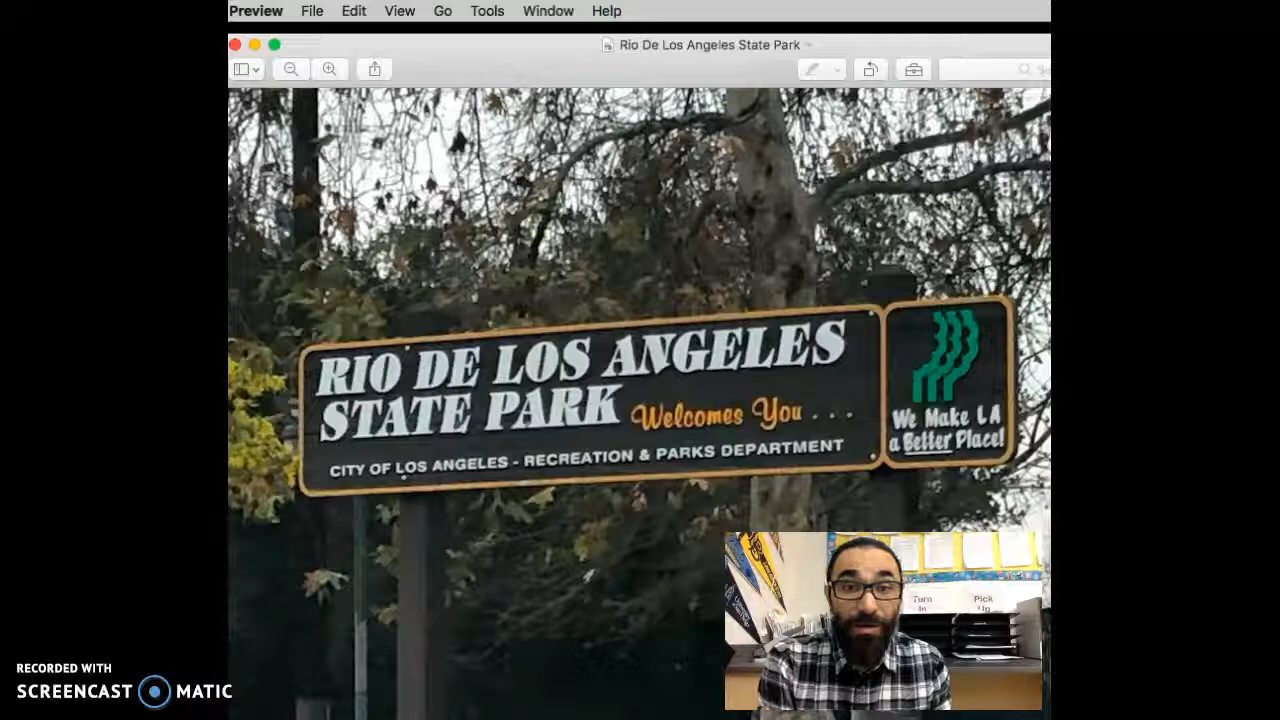 Preview File Edit View Go Tools Window Help
Rio De Los Angeles State Park
RIO DE LOS ANGELES
STATE PARK Welcomes You . . .
CITY OF LOS ANGELES - RECREATION & PARKS DEPARTMENT
We Make LA
a Better Place!
Turn
In
Pick
Up
RECORDED WITH
SCREENCAST MATIC